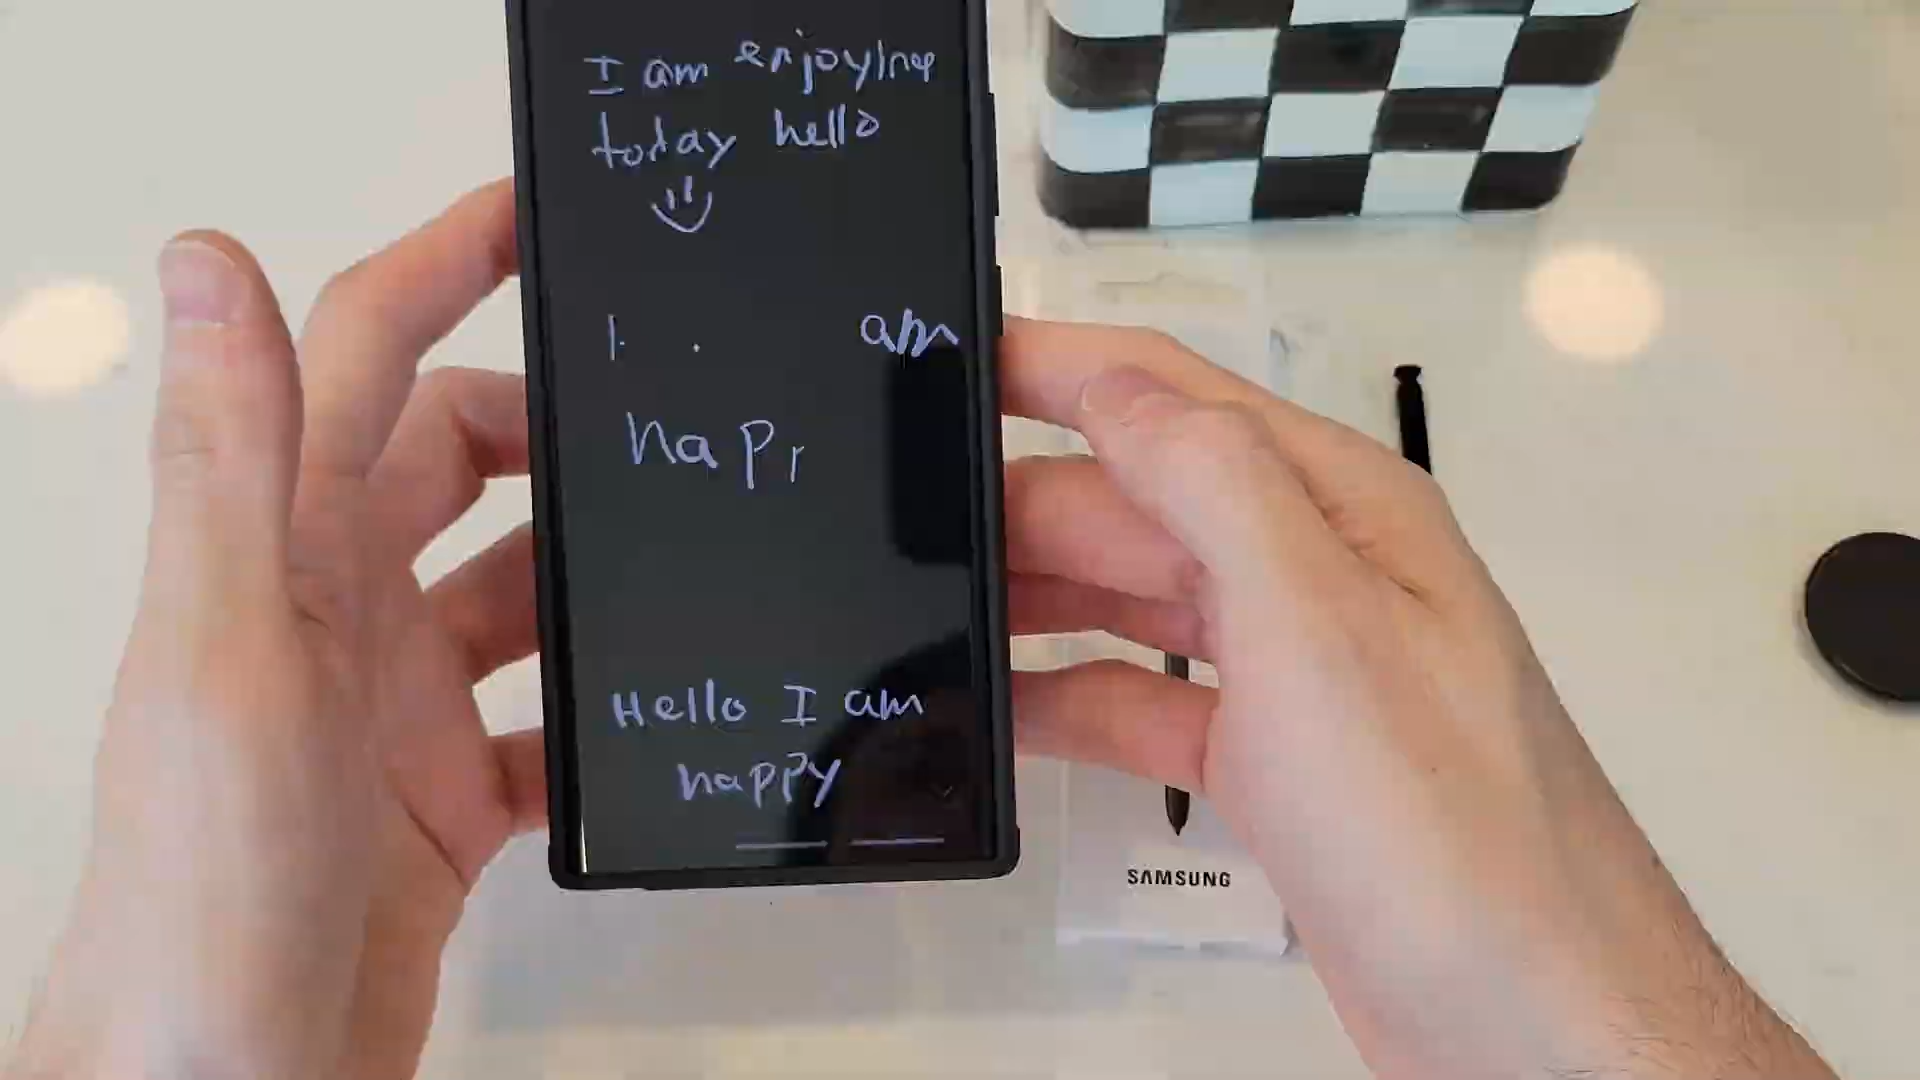 I am enjoying
today hello
I . am
hap
Hello I am
happy
SAMSUNG